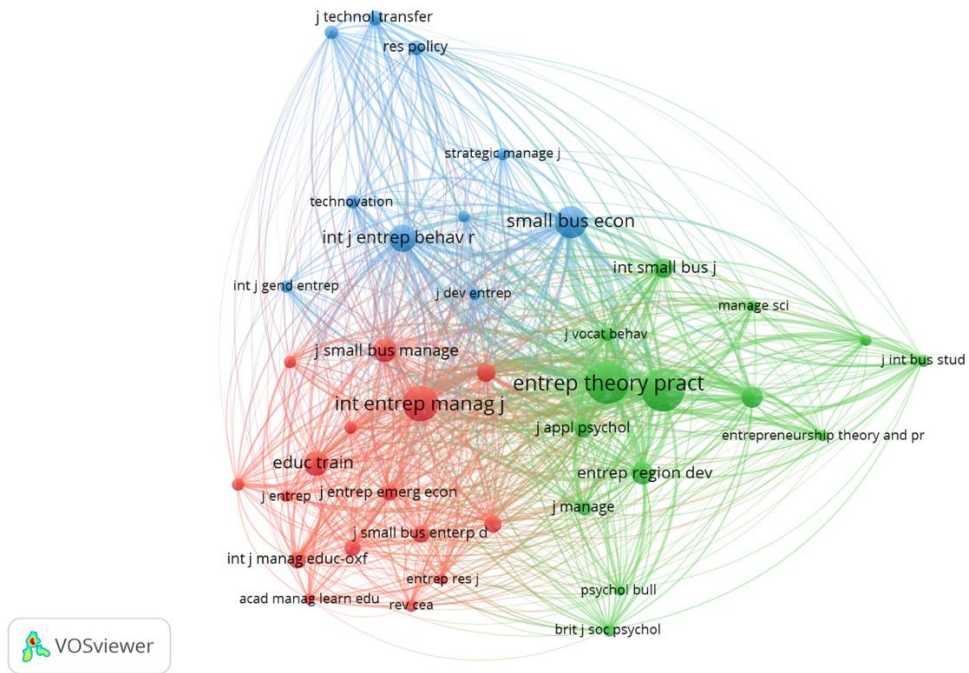 j technol transfer
res policy
strategic manage j
technovation
small bus econ
int j entrep behav r
int small bus j
int j gend entrep
j dev entrep
manage sci
j vocat behav
j small bus manage
j int bus stud
entrep theory pract
int entrep manag j
j appl psychol
entrepreneurship theory and pr
educ train
entrep region dev
j entrep
j entrep emerg econ
j manage
j small bus enterp d
int j manag educ-oxf
entrep res j
psychol bull
acad manag learn edu
rev cea
brit j soc psychol
VOSviewer